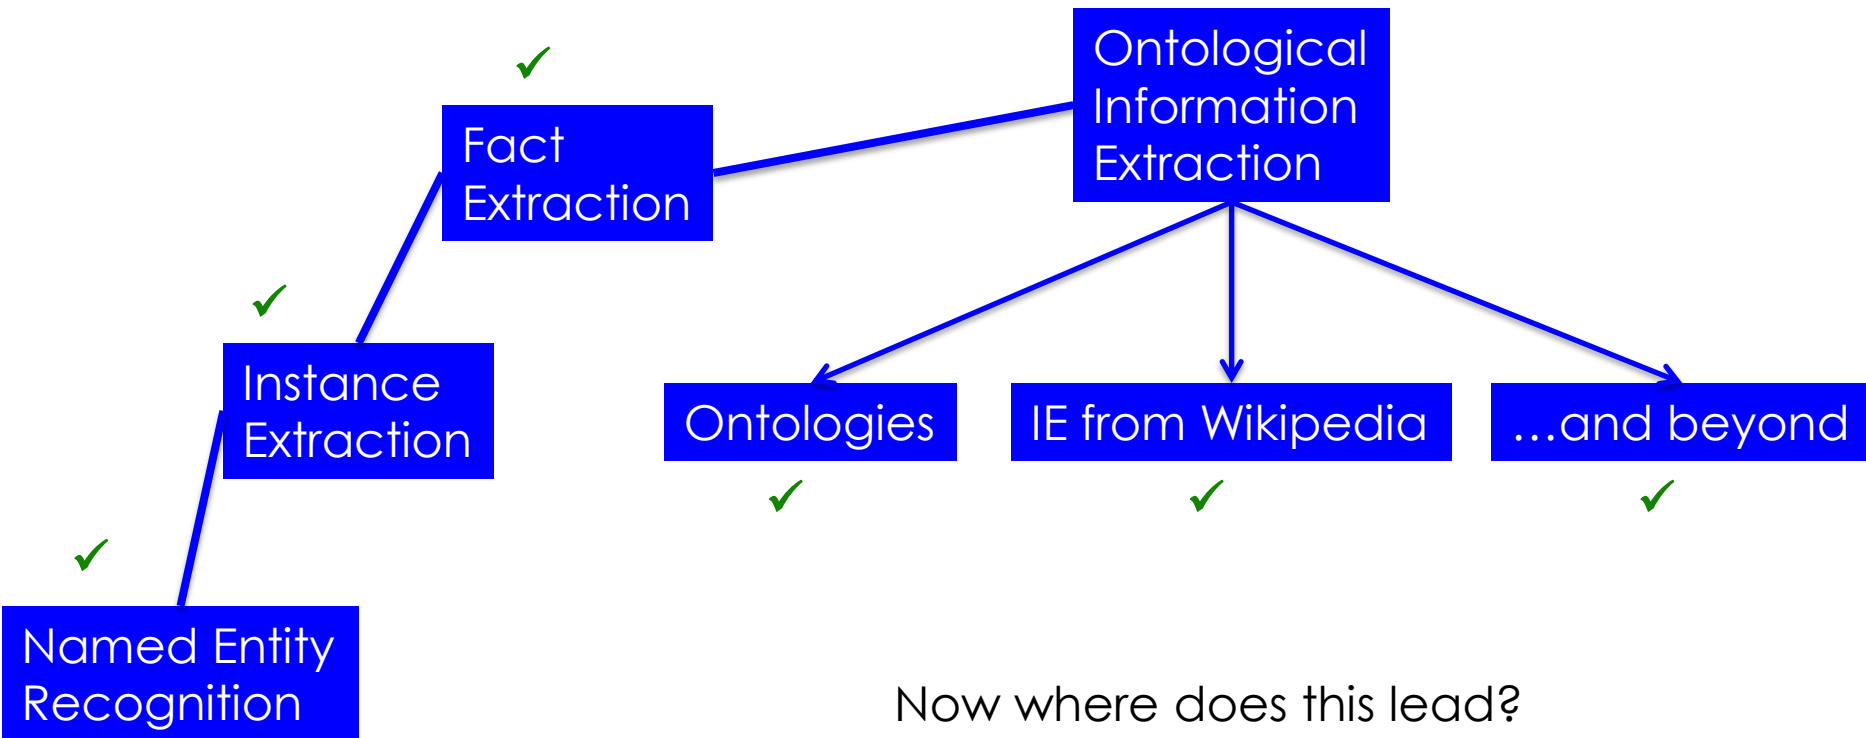 Ontological
Information
Extraction
Fact
Extraction
Instance
Extraction
Ontologies
IE from Wikipedia
...and beyond
Named Entity
Recognition
Now where does this lead?